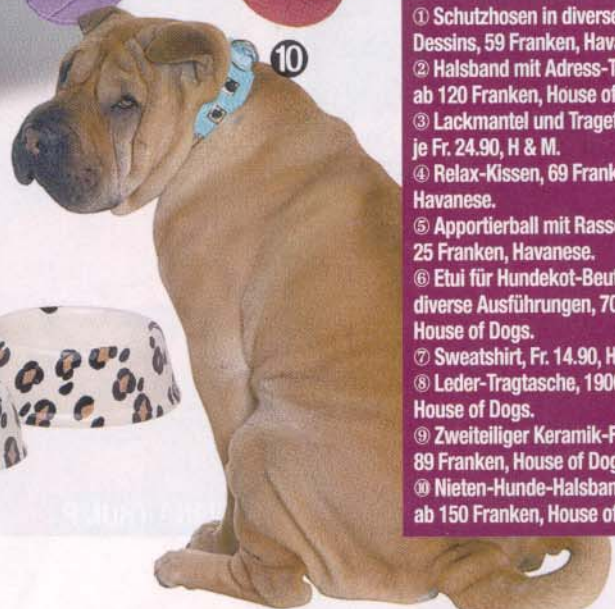 ⑩
① Schutzhosen in diverse
Dessins, 59 Franken, Hav
② Halsband mit Adress-T
ab 120 Franken, House of
③ Lackmantel und Traget
je Fr. 24.90, H & M.
④ Relax-Kissen, 69 Frank
Havanese.
⑤ Apportierball mit Rasse
25 Franken, Havanese.
⑥ Etui für Hundekot-Beu
diverse Ausführungen, 70
House of Dogs.
⑦ Sweatshirt, Fr. 14.90, H
⑧ Leder-Tragtasche, 190
House of Dogs.
⑨ Zweiteiliger Keramik-F
89 Franken, House of Dog
⑩ Nieten-Hunde-Halsban
ab 150 Franken, House of